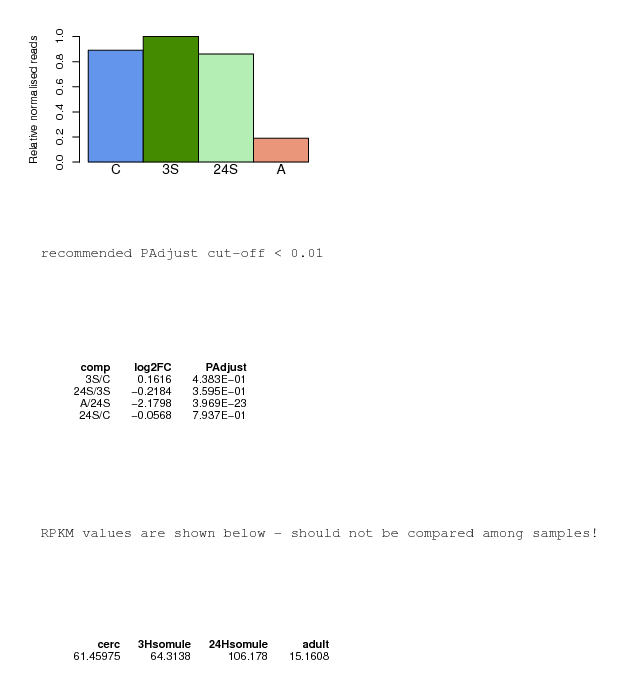 Relative normalised reads
1.0
0.8
0.6
0.4
0.2
0.0
C 3S 24S A
recommended PAdjust cut-off < 0.01
comp log2FC PAdjust
3S/C 0.1616 4.383E-01
24S/3S -0.2184 3.595E-01
A/24S -2.1798 3.969E-23
24S/C -0.0568 7.937E-01
RPKM values are shown below - should not be compared among samples!
cerc 3Hsomule 24Hsomule adult
61.45975 64.3138 106.178 15.1608